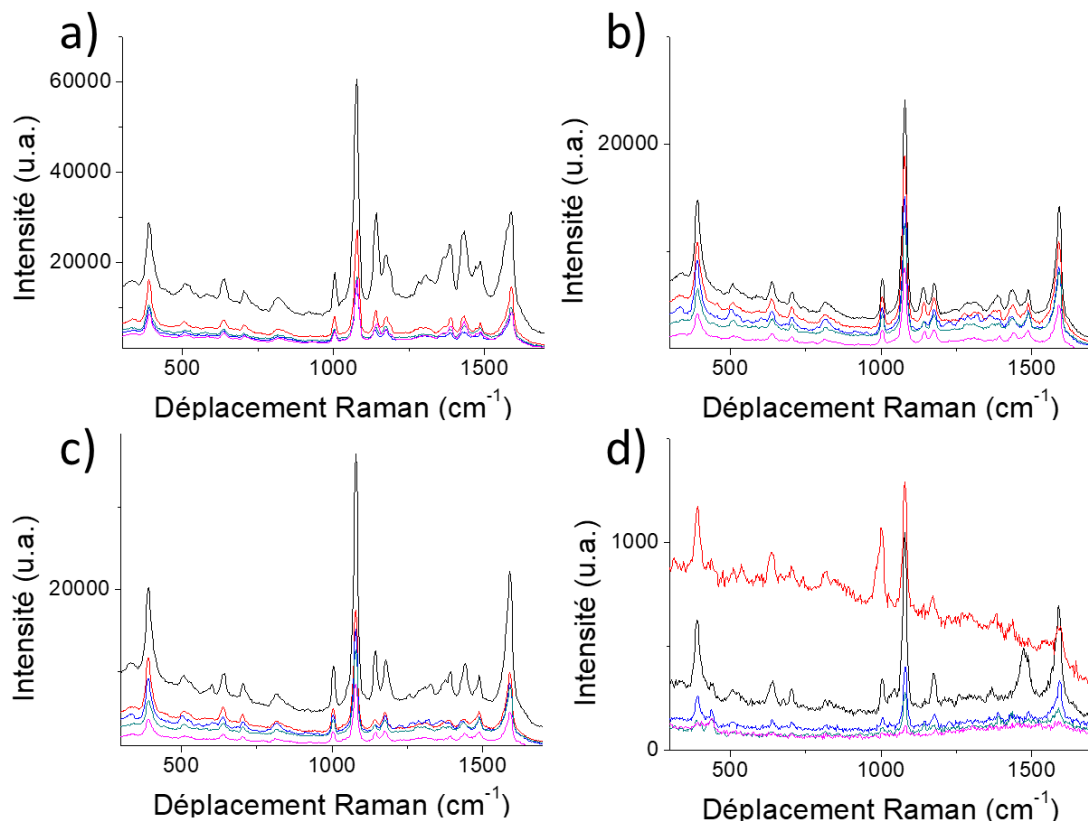 a)
60000
40000
20000
Intensité (u.a.)
500 1000 1500
Déplacement Raman (cm⁻¹)
b)
20000
Intensité (u.a.)
500 1000 1500
Déplacement Raman (cm⁻¹)
c)
20000
Intensité (u.a.)
500 1000 1500
Déplacement Raman (cm⁻¹)
d)
1000
0
Intensité (u.a.)
500 1000 1500
Déplacement Raman (cm⁻¹)